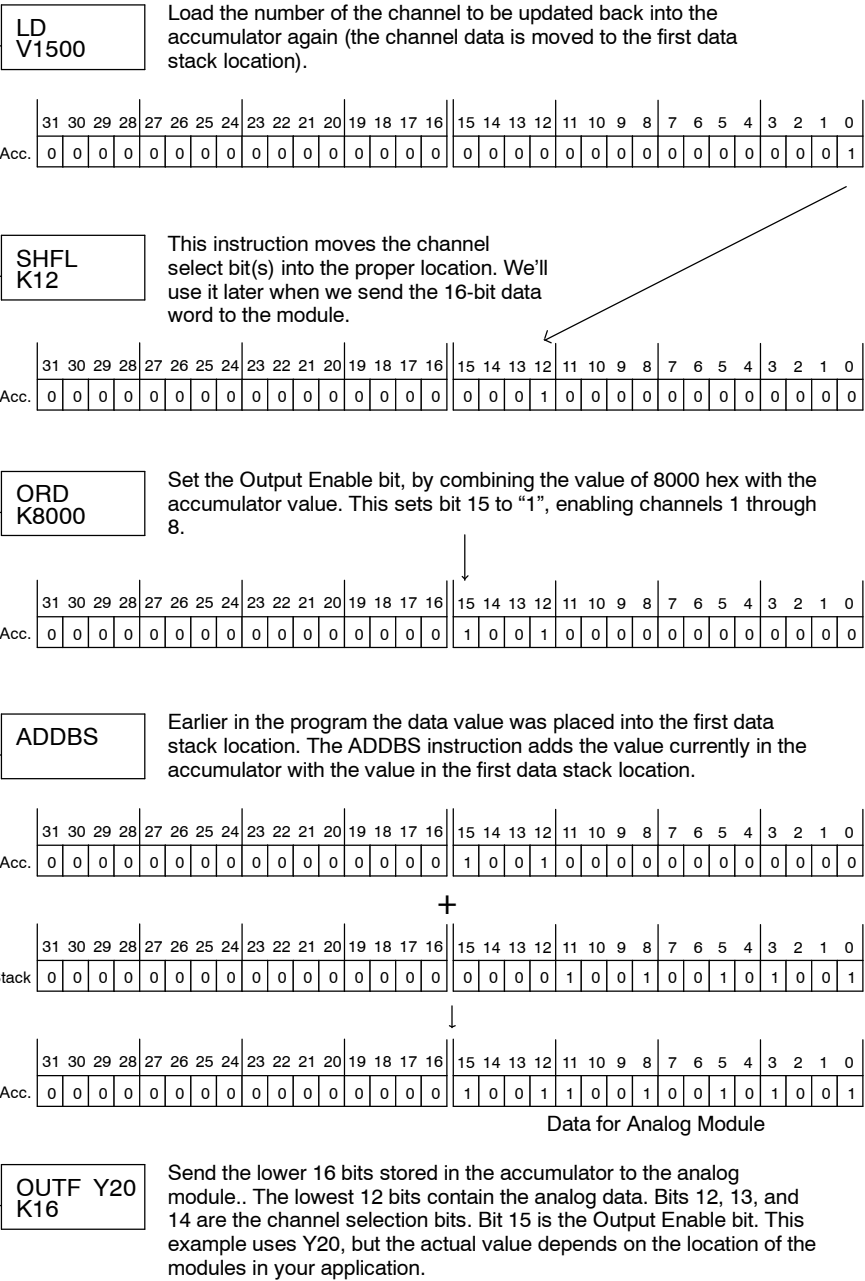 LD
V1500
Load the number of the channel to be updated back into the
accumulator again (the channel data is moved to the first data
stack location).
31 30 29 28 27 26 25 24 23 22 21 20 19 18 17 16 15 14 13 12 11 10 9 8 7 6 5 4 3 2 1 0
Acc. 0 0 0 0 0 0 0 0 0 0 0 0 0 0 0 0 0 0 0 0 0 0 0 0 0 0 0 0 0 0 0 1
SHFL
K12
This instruction moves the channel
select bit(s) into the proper location. We’ll
use it later when we send the 16-bit data
word to the module.
31 30 29 28 27 26 25 24 23 22 21 20 19 18 17 16 15 14 13 12 11 10 9 8 7 6 5 4 3 2 1 0
Acc. 0 0 0 0 0 0 0 0 0 0 0 0 0 0 0 0 0 0 0 1 0 0 0 0 0 0 0 0 0 0 0 0
ORD
K8000
Set the Output Enable bit, by combining the value of 8000 hex with the
accumulator value. This sets bit 15 to “1”, enabling channels 1 through
8.
31 30 29 28 27 26 25 24 23 22 21 20 19 18 17 16 15 14 13 12 11 10 9 8 7 6 5 4 3 2 1 0
Acc. 0 0 0 0 0 0 0 0 0 0 0 0 0 0 0 0 1 0 0 1 0 0 0 0 0 0 0 0 0 0 0 0
ADDBS
Earlier in the program the data value was placed into the first data
stack location. The ADDBS instruction adds the value currently in the
accumulator with the value in the first data stack location.
31 30 29 28 27 26 25 24 23 22 21 20 19 18 17 16 15 14 13 12 11 10 9 8 7 6 5 4 3 2 1 0
Acc. 0 0 0 0 0 0 0 0 0 0 0 0 0 0 0 0 1 0 0 1 0 0 0 0 0 0 0 0 0 0 0 0
+
31 30 29 28 27 26 25 24 23 22 21 20 19 18 17 16 15 14 13 12 11 10 9 8 7 6 5 4 3 2 1 0
Stack 0 0 0 0 0 0 0 0 0 0 0 0 0 0 0 0 0 0 0 0 1 0 0 1 0 0 1 0 1 0 0 1
31 30 29 28 27 26 25 24 23 22 21 20 19 18 17 16 15 14 13 12 11 10 9 8 7 6 5 4 3 2 1 0
Acc. 0 0 0 0 0 0 0 0 0 0 0 0 0 0 0 0 1 0 0 1 1 0 0 1 0 0 1 0 1 0 0 1
Data for Analog Module
OUTF Y20
K16
Send the lower 16 bits stored in the accumulator to the analog
module.. The lowest 12 bits contain the analog data. Bits 12, 13, and
14 are the channel selection bits. Bit 15 is the Output Enable bit. This
example uses Y20, but the actual value depends on the location of the
modules in your application.